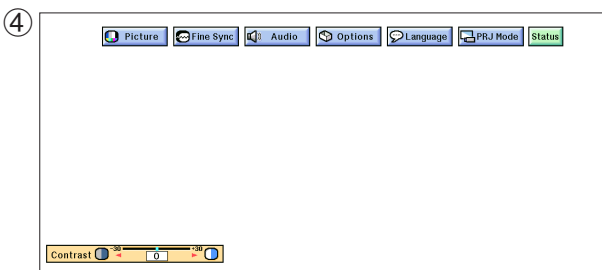 ④
Picture Fine Sync Audio Options Language PRJ Mode Status
Contrast -30 0 +30